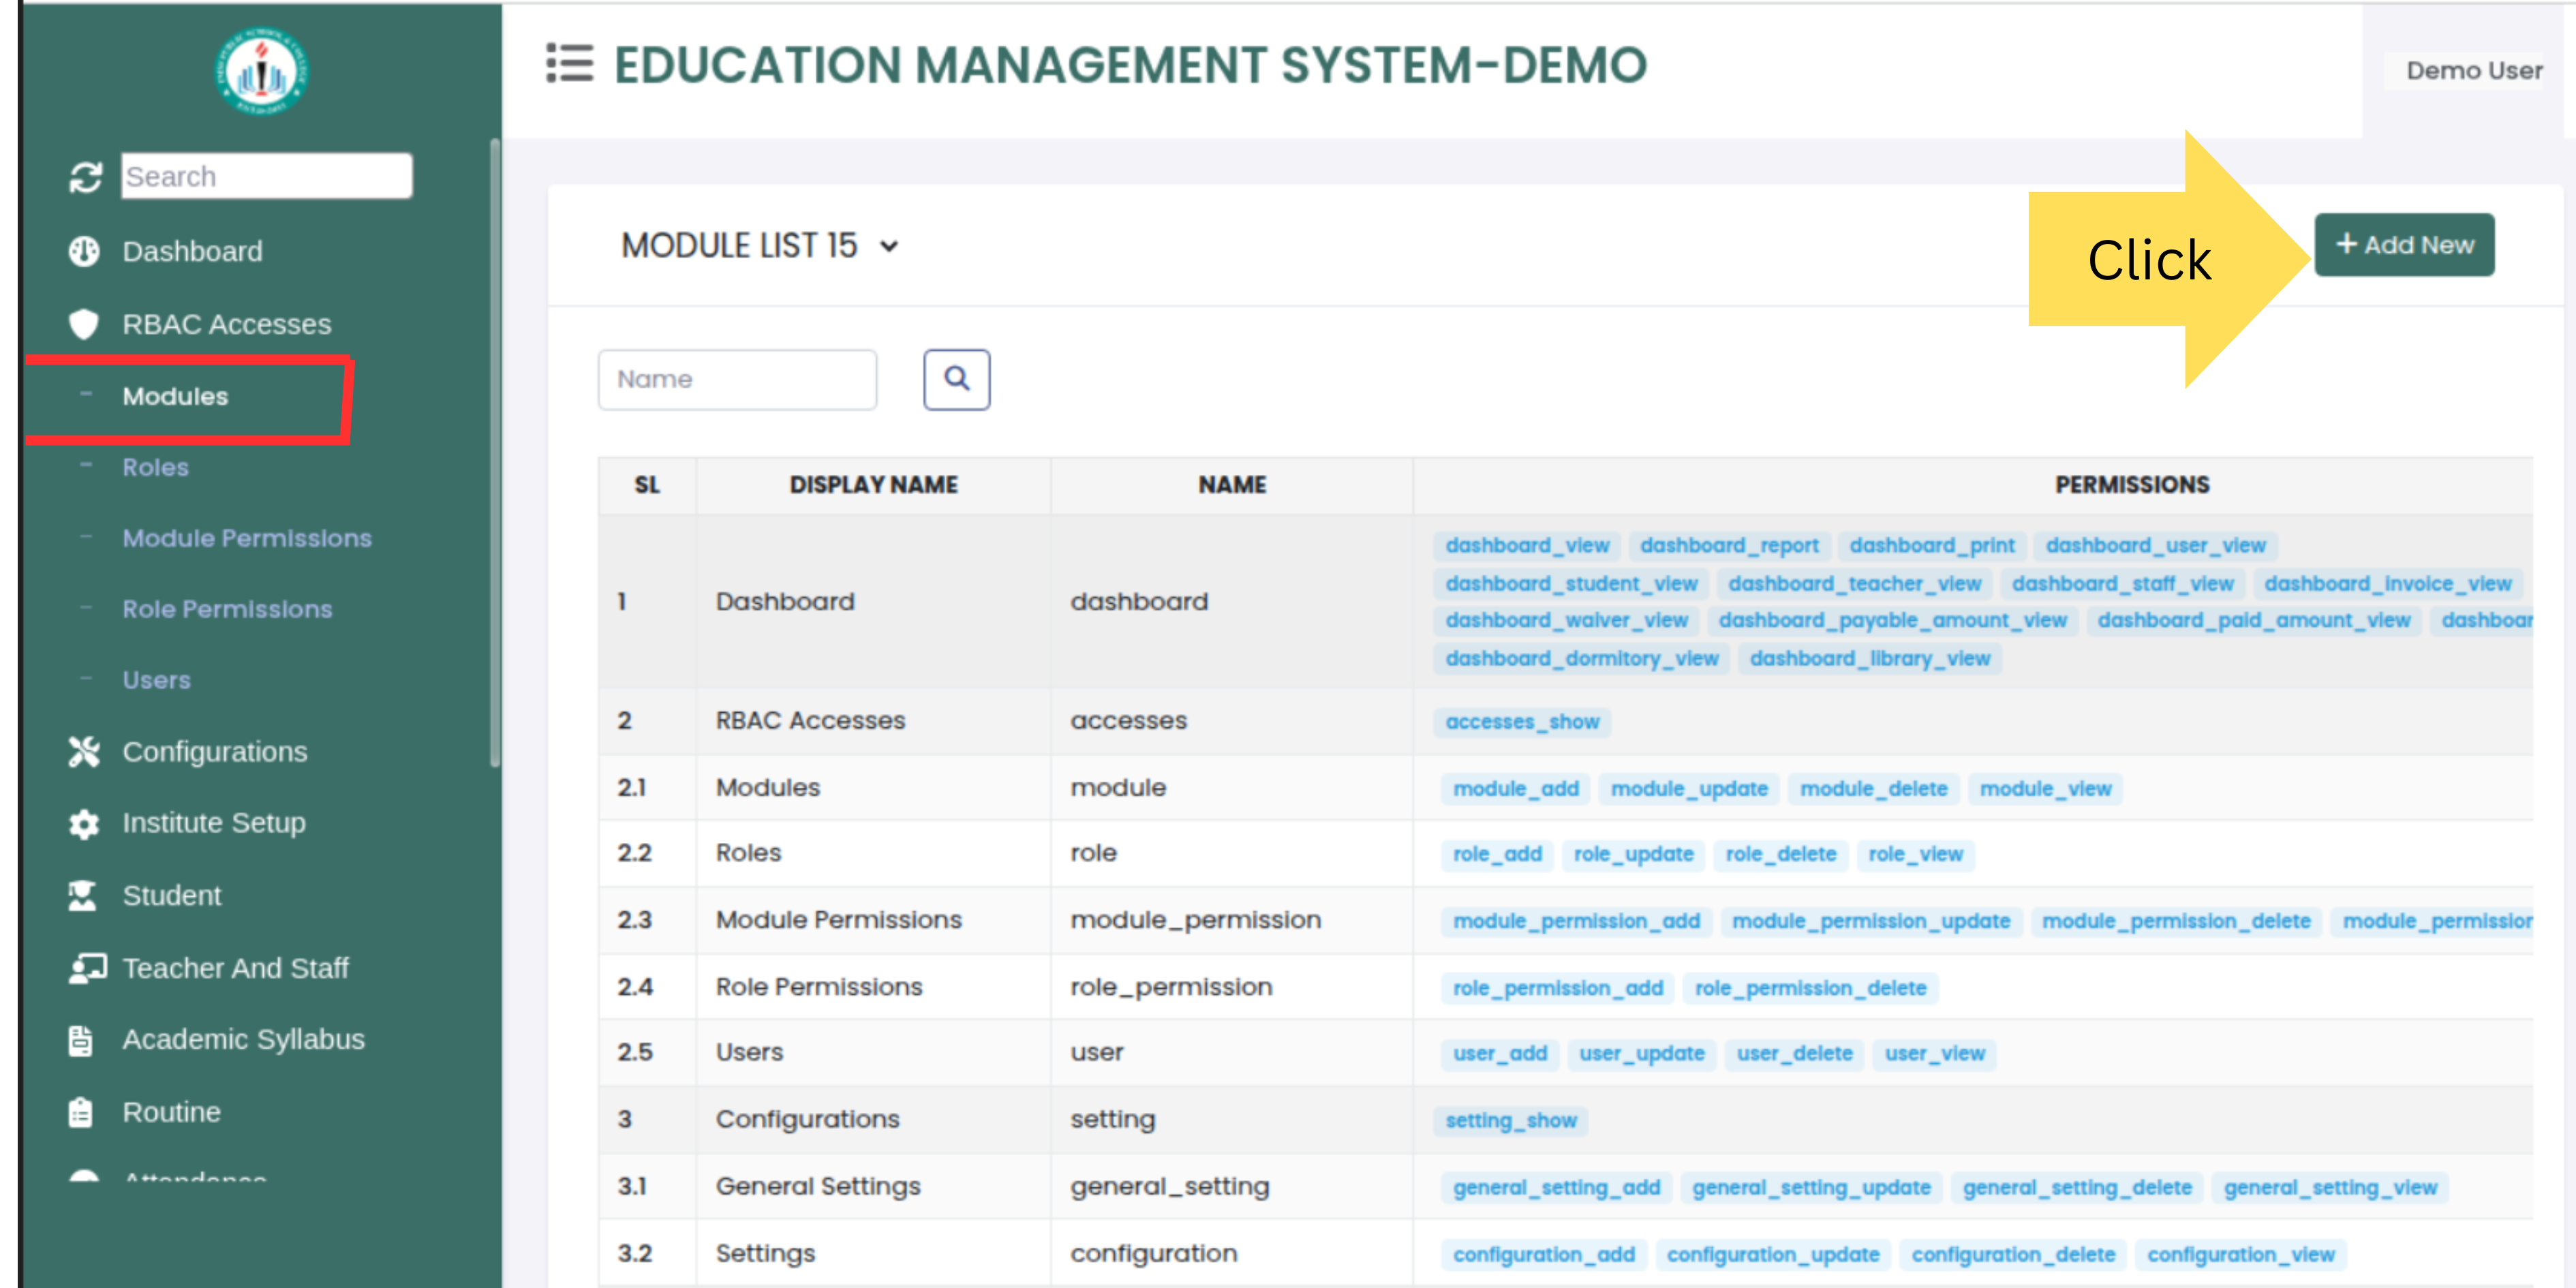 EDUCATION MANAGEMENT SYSTEM-DEMO
Demo User
Search
Dashboard
RBAC Accesses
- Modules
- Roles
- Module Permissions
- Role Permissions
- Users
Configurations
Institute Setup
Student
Teacher And Staff
Academic Syllabus
Routine
MODULE LIST 15
Click
+ Add New
Name
SL DISPLAY NAME NAME PERMISSIONS
1 Dashboard dashboard
dashboard_view dashboard_report dashboard_print dashboard_user_view
dashboard_student_view dashboard_teacher_view dashboard_staff_view dashboard_invoice_view
dashboard_waiver_view dashboard_payable_amount_view dashboard_paid_amount_view
dashboard_dormitory_view dashboard_library_view
2 RBAC Accesses accesses accesses_show
2.1 Modules module module_add module_update module_delete module_view
2.2 Roles role role_add role_update role_delete role_view
2.3 Module Permissions module_permission module_permission_add module_permission_update module_permission_delete
2.4 Role Permissions role_permission role_permission_add role_permission_delete
2.5 Users user user_add user_update user_delete user_view
3 Configurations setting setting_show
3.1 General Settings general_setting general_setting_add general_setting_update general_setting_delete general_setting_view
3.2 Settings configuration configuration_add configuration_update configuration_delete configuration_view